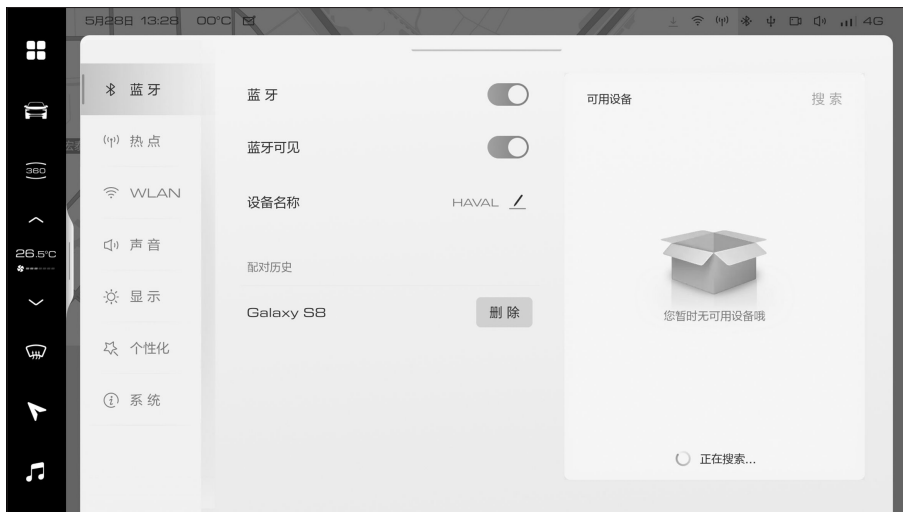 5月28日 13:28 00°C 4G
360
26.5°C
蓝牙
热点
WLAN
声音
显示
个性化
系统
蓝牙
蓝牙可见
设备名称 HAVAL
配对历史
Galaxy S8 删除
可用设备 搜索
您暂时无可用设备哦
正在搜索...